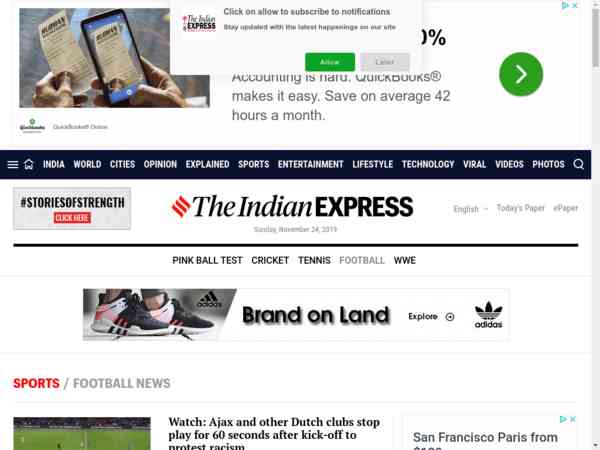 Click on allow to subscribe to notifications
Stay updated with the latest happenings on our site
Allow
Later
0%
Accounting is hard. QuickBooks®
makes it easy. Save on average 42
hours a month.
QuickBooks® Online
INDIA WORLD CITIES OPINION EXPLAINED SPORTS ENTERTAINMENT LIFESTYLE TECHNOLOGY VIRAL VIDEOS PHOTOS
#STORIESOFSTRENGTH
CLICK HERE
The Indian EXPRESS
Sunday, November 24, 2019
English
Today's Paper
ePaper
PINK BALL TEST CRICKET TENNIS FOOTBALL WWE
adidas
Brand on Land
Explore
adidas
SPORTS / FOOTBALL NEWS
Watch: Ajax and other Dutch clubs stop
play for 60 seconds after kick-off to
protest racism
San Francisco Paris from